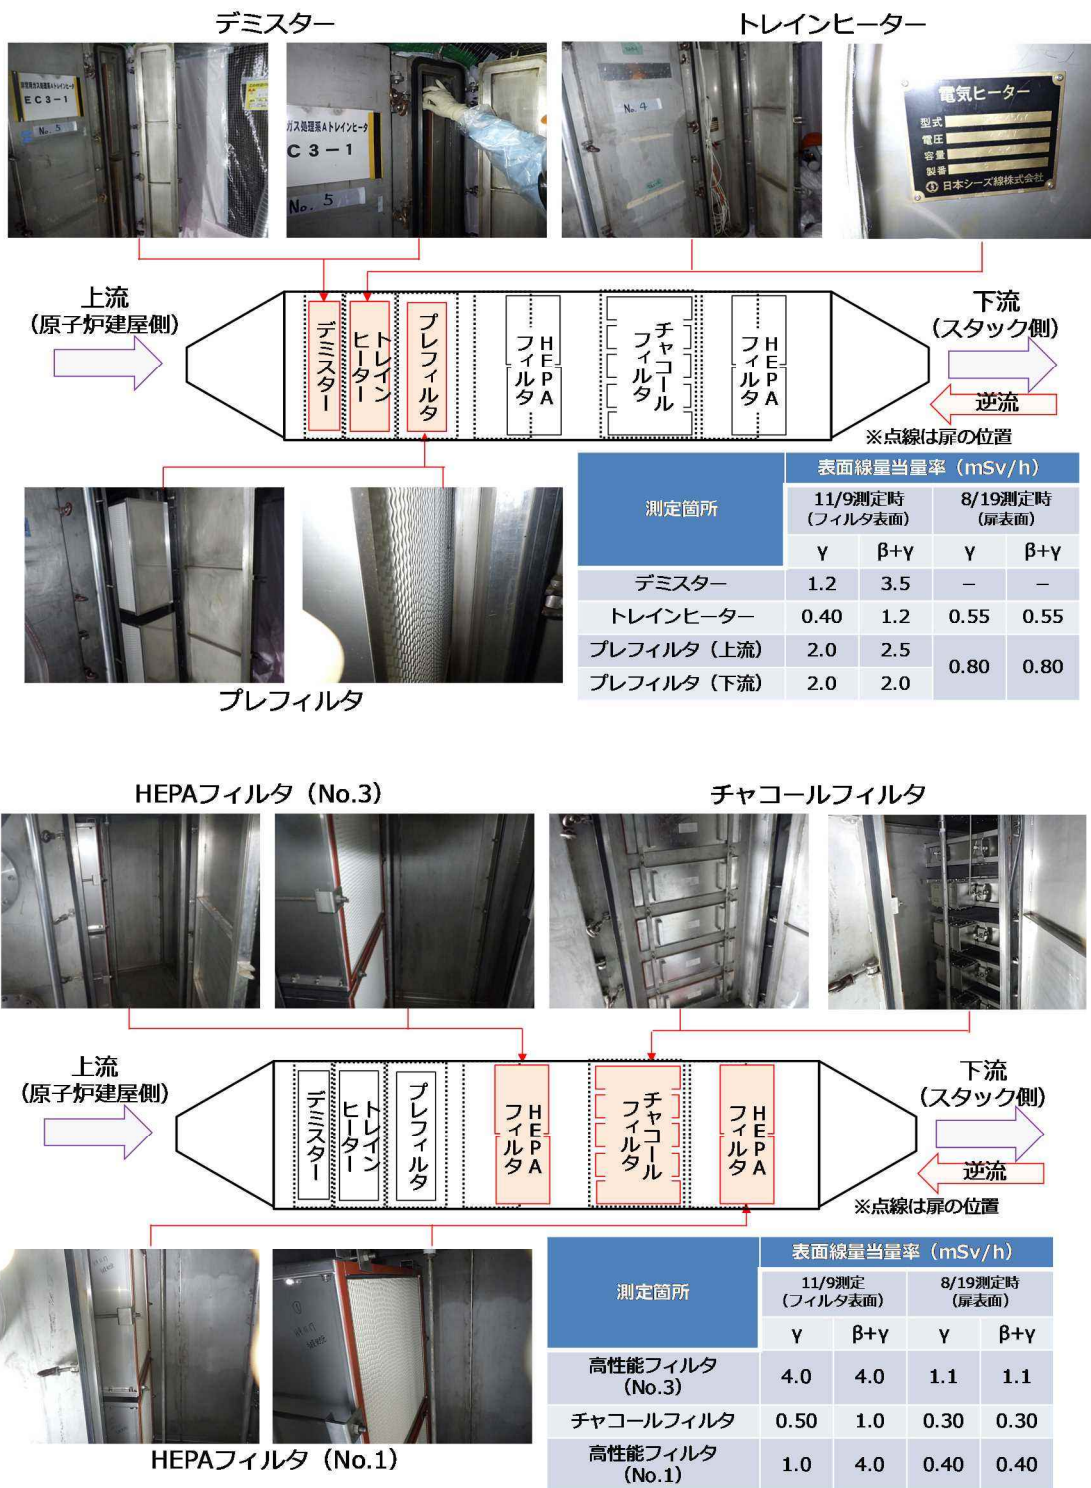 デミスター
トレインヒーター
EC3-1
No. 5
ガス処理系Aトレインヒータ
C 3-1
No. 5
No. 4
電気ヒーター
型式
電圧
容量
製番
日本シーズ線株式会社
上流
(原子炉建屋側)
デミスター
トレイン
ヒーター
プレフィルタ
HEPA
フィルタ
チャコール
フィルタ
HEPA
フィルタ
下流
(スタック側)
逆流
※点線は扉の位置
プレフィルタ
測定箇所
表面線量当量率(mSv/h)
11/9測定時
(フィルタ表面)
8/19測定時
(扉表面)
γ β+γ γ β+γ
デミスター 1.2 3.5 − −
トレインヒーター 0.40 1.2 0.55 0.55
プレフィルタ(上流) 2.0 2.5 0.80 0.80
プレフィルタ(下流) 2.0 2.0
HEPAフィルタ(No.3)
チャコールフィルタ
上流
(原子炉建屋側)
デミスター
トレイン
ヒーター
プレフィルタ
HEPA
フィルタ
チャコール
フィルタ
HEPA
フィルタ
下流
(スタック側)
逆流
※点線は扉の位置
HEPAフィルタ(No.1)
測定箇所
表面線量当量率(mSv/h)
11/9測定
(フィルタ表面)
8/19測定時
(扉表面)
γ β+γ γ β+γ
高性能フィルタ
(No.3) 4.0 4.0 1.1 1.1
チャコールフィルタ 0.50 1.0 0.30 0.30
高性能フィルタ
(No.1) 1.0 4.0 0.40 0.40